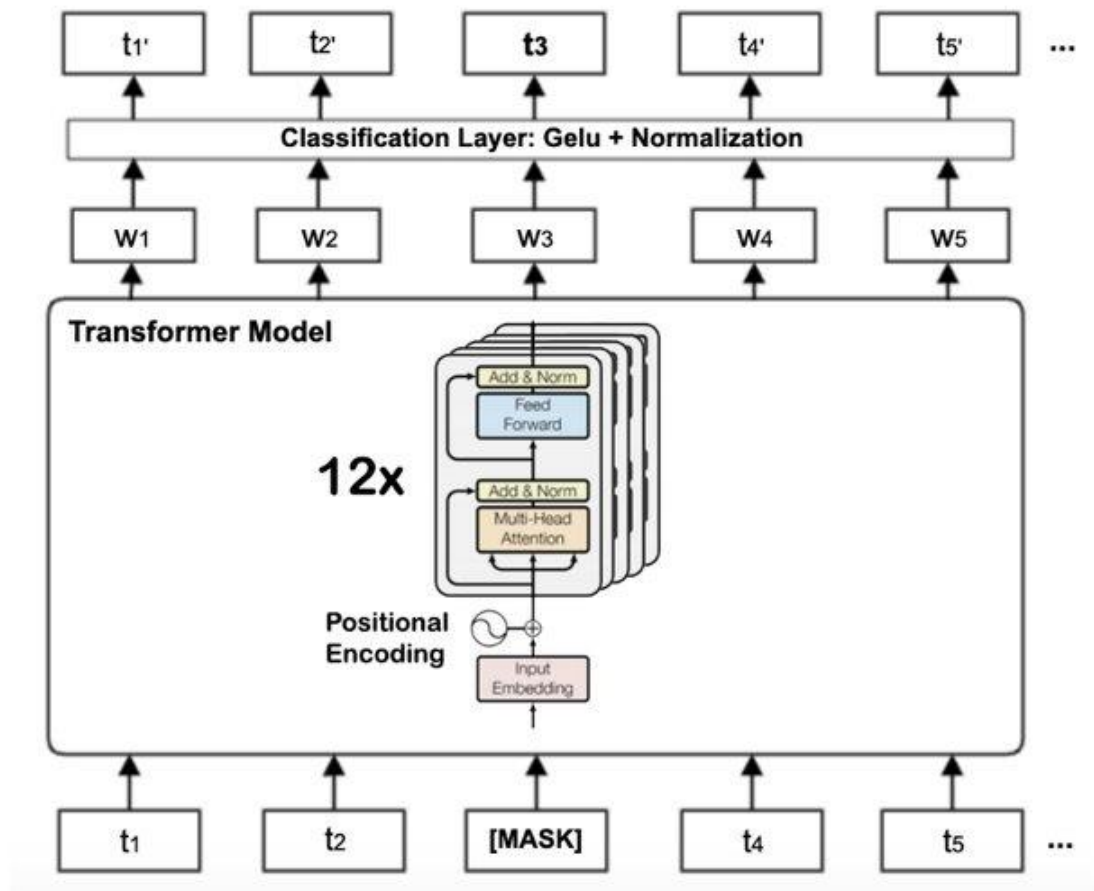 t1' t2' t3 t4' t5' ...
Classification Layer: Gelu + Normalization
w1 w2 w3 w4 w5
Transformer Model
Add & Norm
Feed
Forward
12x
Add & Norm
Multi-Head
Attention
Positional
Encoding
Input
Embedding
t1 t2 [MASK] t4 t5 ...